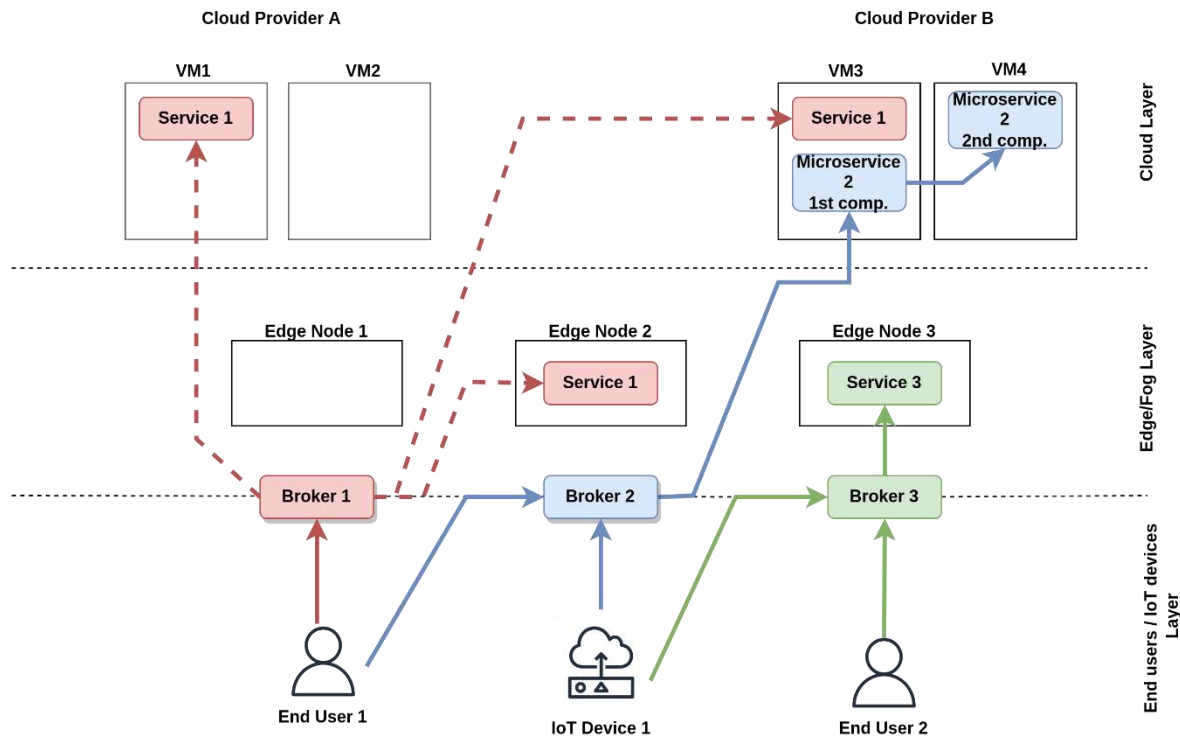 Cloud Provider A
Cloud Provider B
VM1
VM2
VM3
VM4
Service 1
Service 1
Microservice
2
2nd comp.
Microservice
2
1st comp.
Cloud Layer
Edge Node 1
Edge Node 2
Edge Node 3
Service 1
Service 3
Edge/Fog Layer
Broker 1
Broker 2
Broker 3
End users / IoT devices
Layer
End User 1
IoT Device 1
End User 2